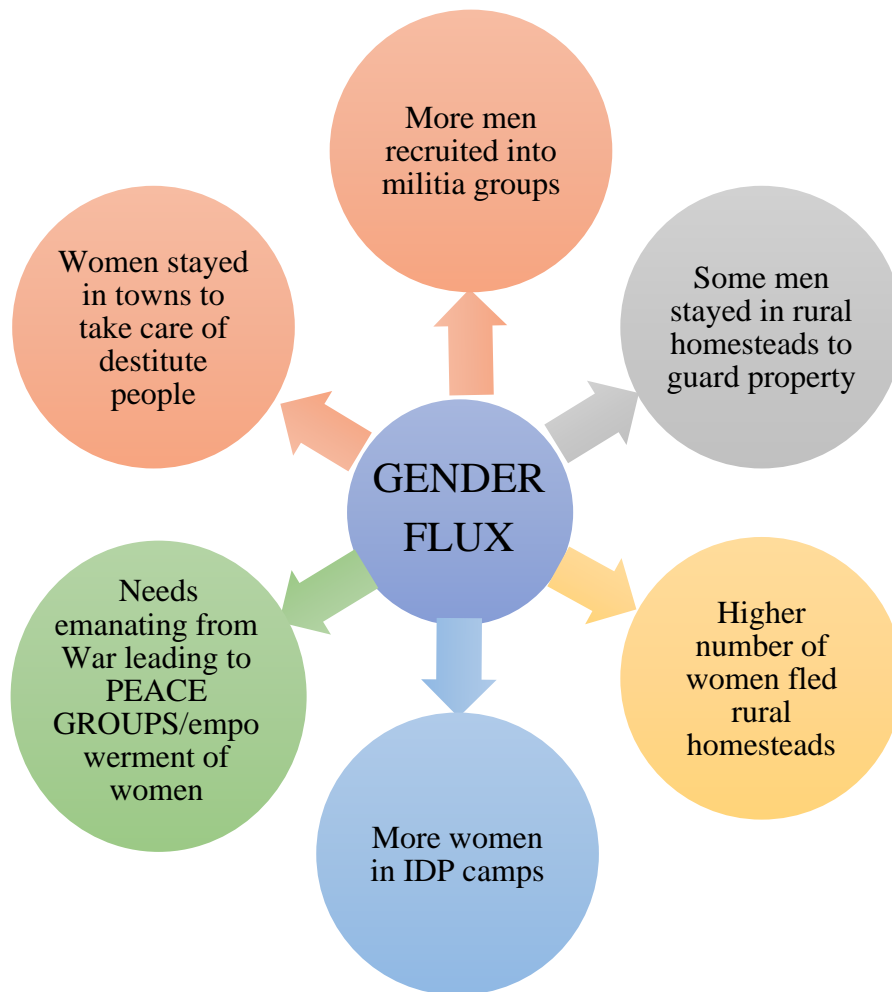 More men
recruited into
militia groups
Women stayed
in towns to
take care of
destitute
people
Some men
stayed in rural
homesteads to
guard property
GENDER
FLUX
Needs
emanating from
War leading to
PEACE
GROUPS/empo
werment of
women
Higher
number of
women fled
rural
homesteads
More women
in IDP camps